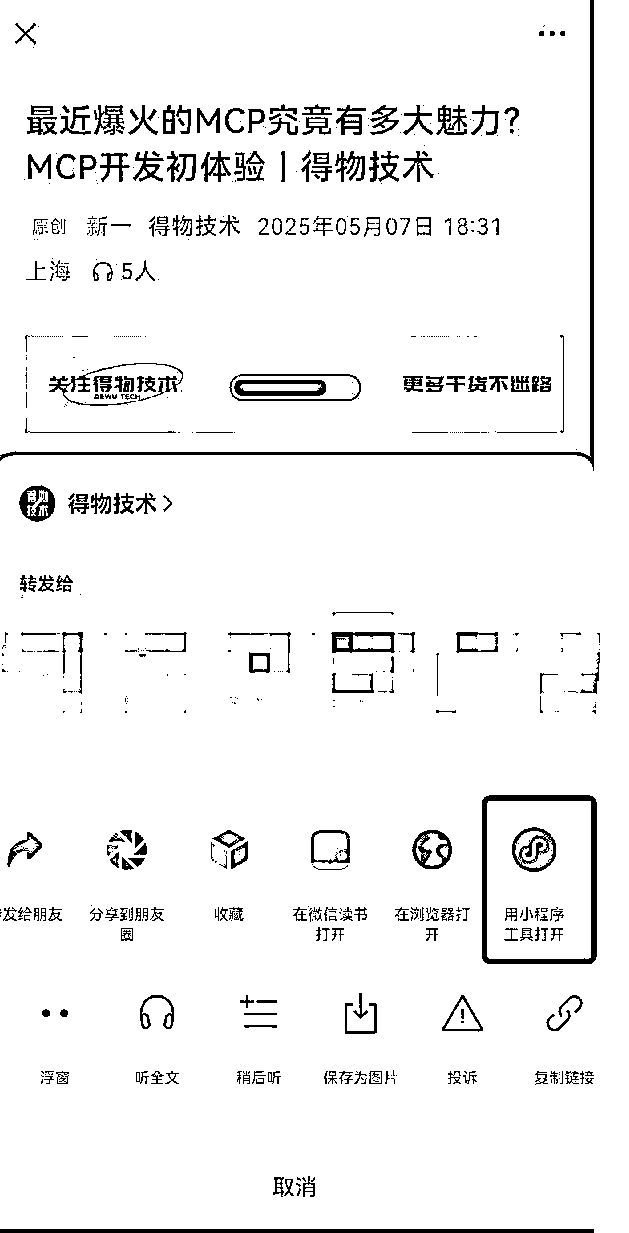 最近爆火的MCP究竟有多大魅力?
MCP开发初体验丨得物技术
原创 新一 得物技术 2025年05月07日 18:31
上海 5人
关注得物技术
DEWU TECH
更多干货不迷路
得物技术
得物技术
转发给
发给朋友
分享到朋友
圈
收藏
在微信读书
打开
在浏览器打
开
用小程序
工具打开
浮窗
听全文
稍后听
保存为图片
投诉
复制链接
取消